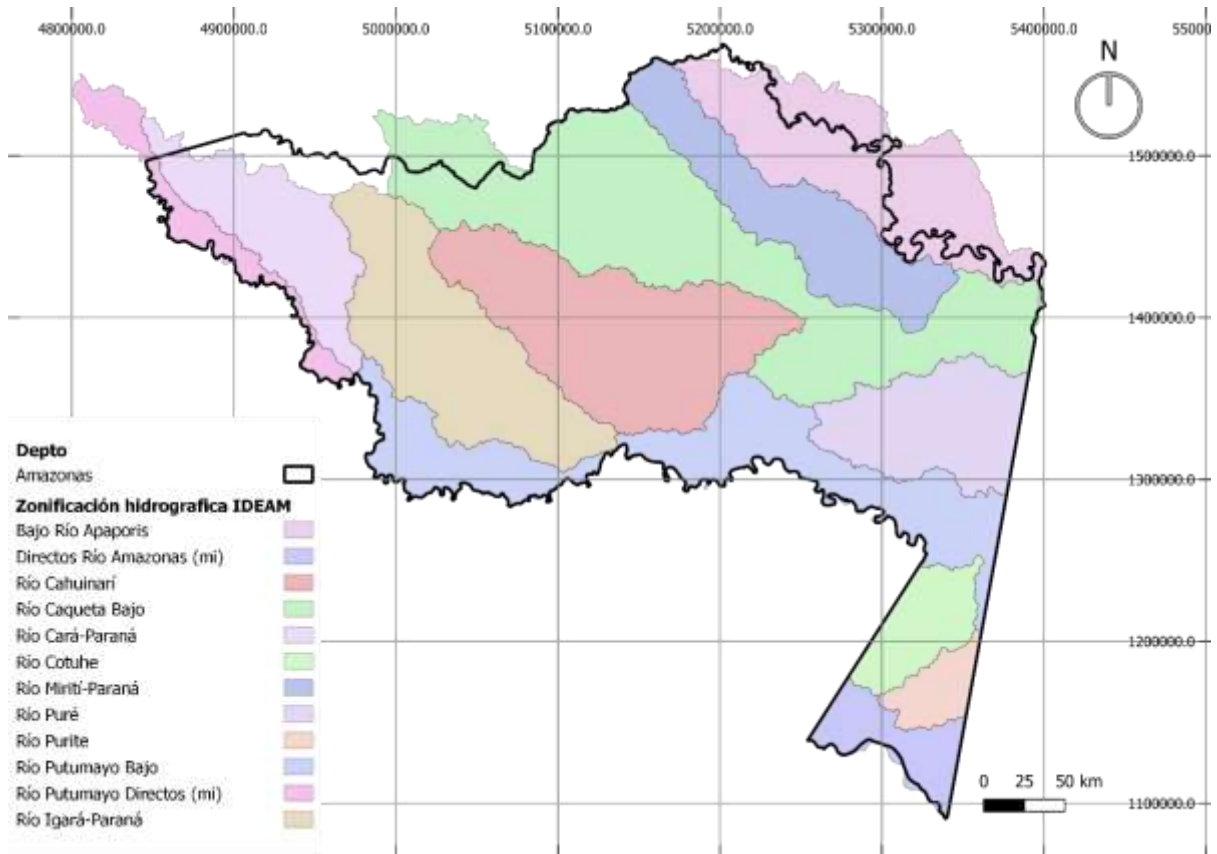 4800000.0 4900000.0 5000000.0 5100000.0 5200000.0 5300000.0 5400000.0 55000
N
1500000.0
1400000.0
1300000.0
1200000.0
1100000.0
Depto
Amazonas
Zonificación hidrografica IDEAM
Bajo Río Apaporis
Directos Río Amazonas (mi)
Río Cahuinarí
Río Caqueta Bajo
Río Cará-Paraná
Río Cotuhe
Río Mirití-Paraná
Río Puré
Río Purite
Río Putumayo Bajo
Río Putumayo Directos (mi)
Río Igará-Paraná
0 25 50 km